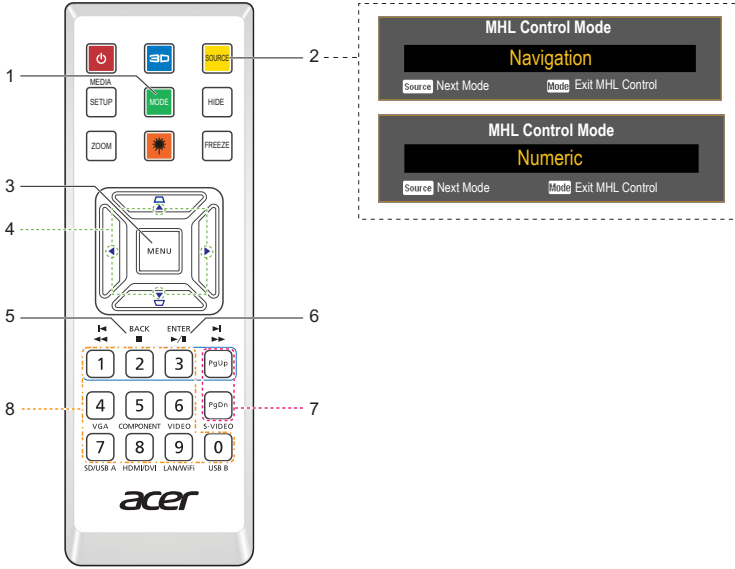 3D
SOURCE
2
MHL Control Mode
Navigation
Source Next Mode
Mode Exit MHL Control
MHL Control Mode
Numeric
Source Next Mode
Mode Exit MHL Control
1
MEDIA
SETUP
MODE
HIDE
ZOOM
FREEZE
3
4
MENU
5
BACK
ENTER
6
1
2
3
PgUp
8
4
5
6
PgDn
7
VGA
COMPONENT
VIDEO
S-VIDEO
7
8
9
0
SD/USB A
HDMI/DVI
LAN/WiFi
USB B
acer